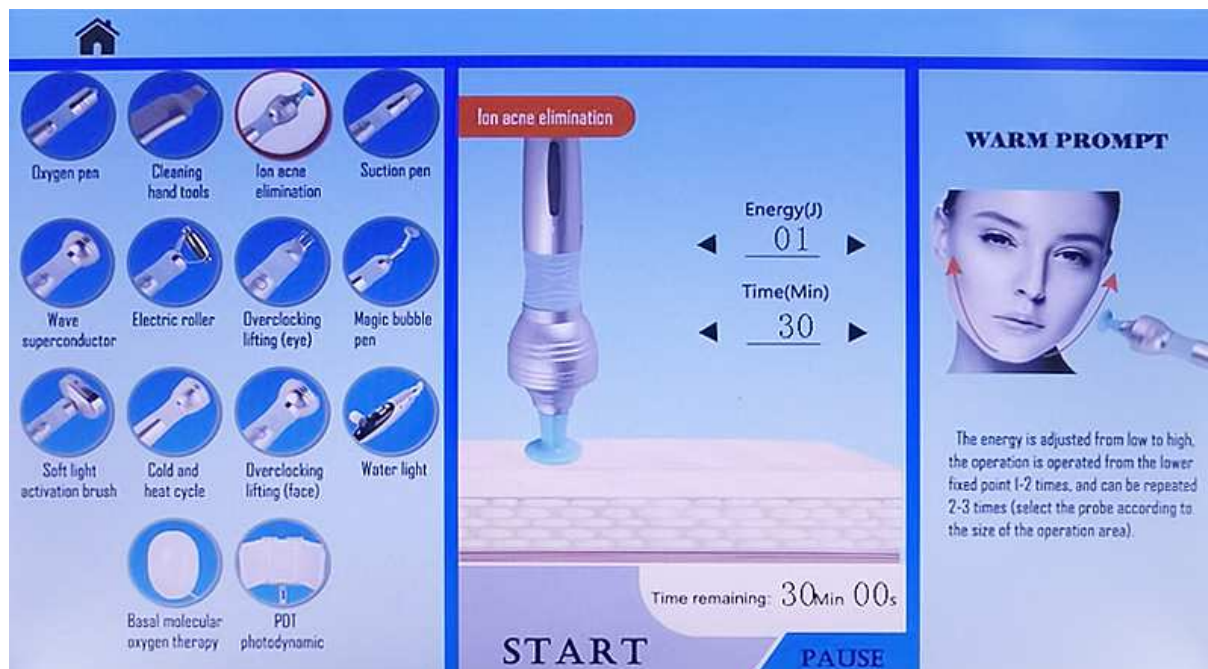 Oxygen pen
Cleaning
hand tools
Ion acne
elimination
Suction pen
Wave
superconductor
Electric roller
Overclocking
lifting (eye)
Magic bubble
pen
Soft light
activation brush
Cold and
heat cycle
Overclocking
lifting (face)
Water light
Basal molecular
oxygen therapy
PDT
photodynamic
Ion acne elimination
Energy(J)
01
Time(Min)
30
Time remaining: 30Min 00s
START
PAUSE
WARM PROMPT
The energy is adjusted from low to high,
the operation is operated from the lower
fixed point 1-2 times, and can be repeated
2-3 times (select the probe according to
the size of the operation area).